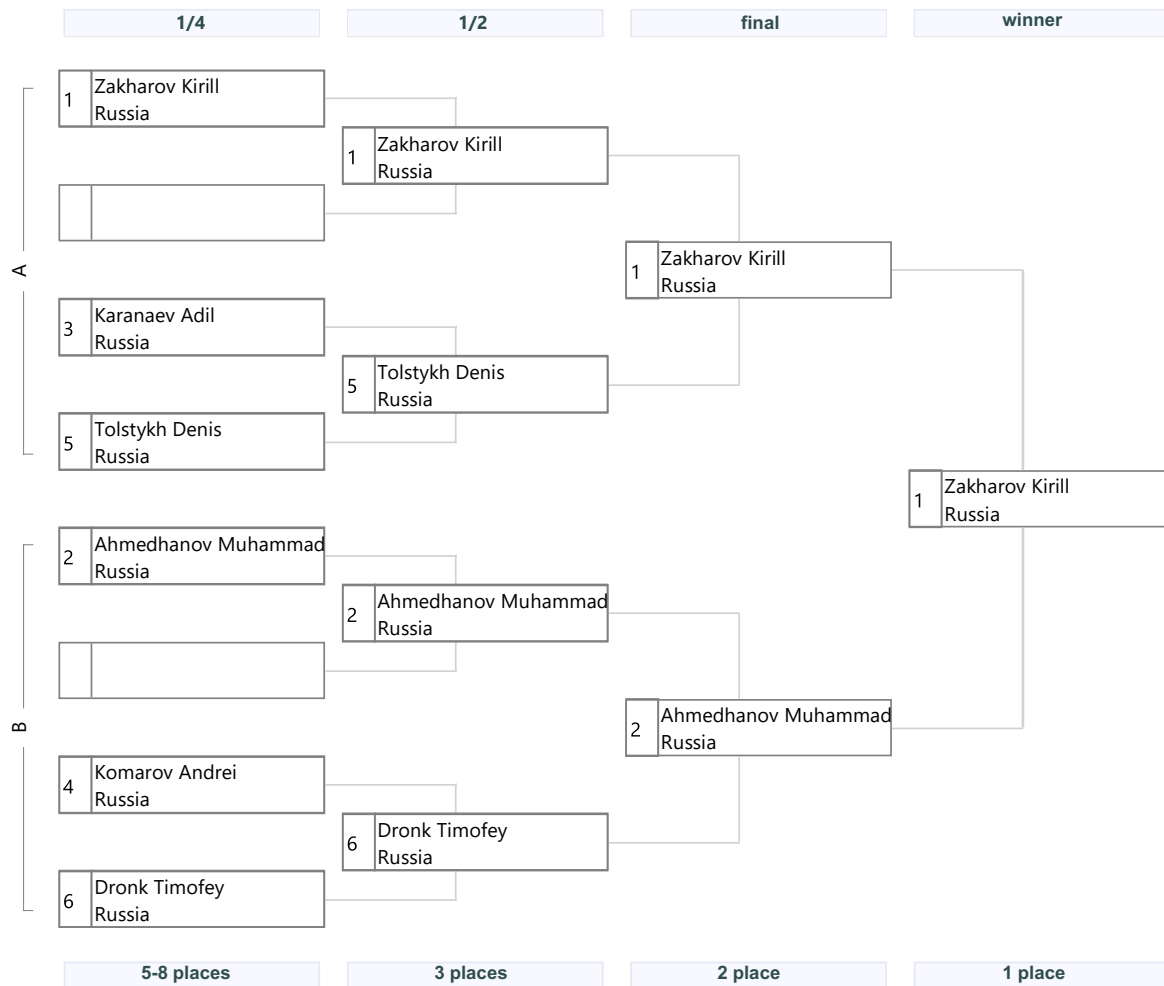 1/4
1/2
final
winner
A
1
Zakharov Kirill
Russia
3
Karanaev Adil
Russia
5
Tolstykh Denis
Russia
B
2
Ahmedhanov Muhammad
Russia
4
Komarov Andrei
Russia
6
Dronk Timofey
Russia
1
Zakharov Kirill
Russia
5
Tolstykh Denis
Russia
2
Ahmedhanov Muhammad
Russia
6
Dronk Timofey
Russia
1
Zakharov Kirill
Russia
2
Ahmedhanov Muhammad
Russia
1
Zakharov Kirill
Russia
5-8 places
3 places
2 place
1 place